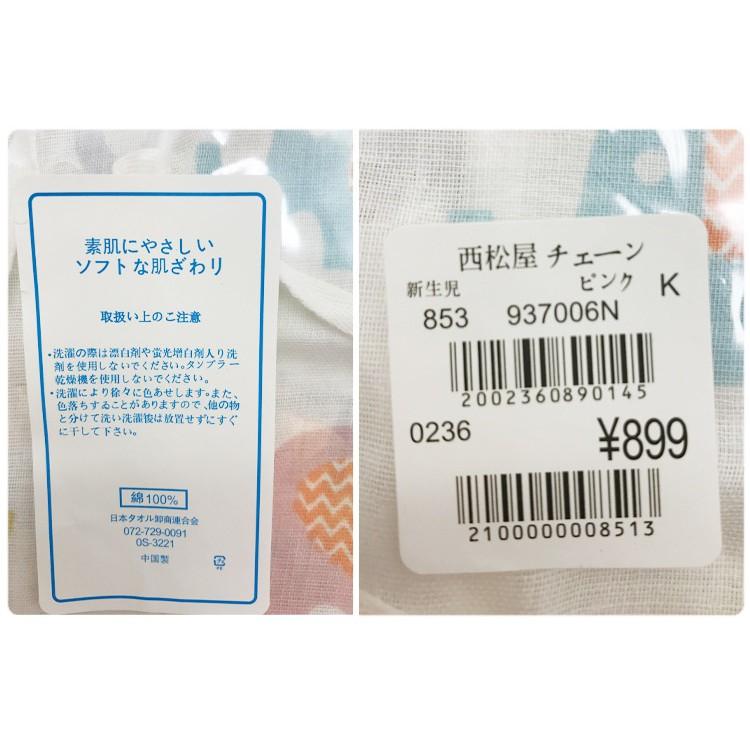 素肌にやさしい
ソフトな肌ざわり
取扱い上のご注意
・洗濯の際は漂白剤や蛍光増白剤入り洗
剤を使用しないでください。タンブラー
乾燥機を使用しないでください。
・洗濯により徐々に色あせします。また、
色落ちすることがありますので、他の物
と分けて洗い洗濯後は放置せずにすぐ
に干して下さい。
綿100%
日本タオル卸商連合会
072-729-0091
OS-3221
中国製
西松屋 チェーン
新生児 ピンク K
853 937006N
2002360890145
0236 ¥899
2100000008513